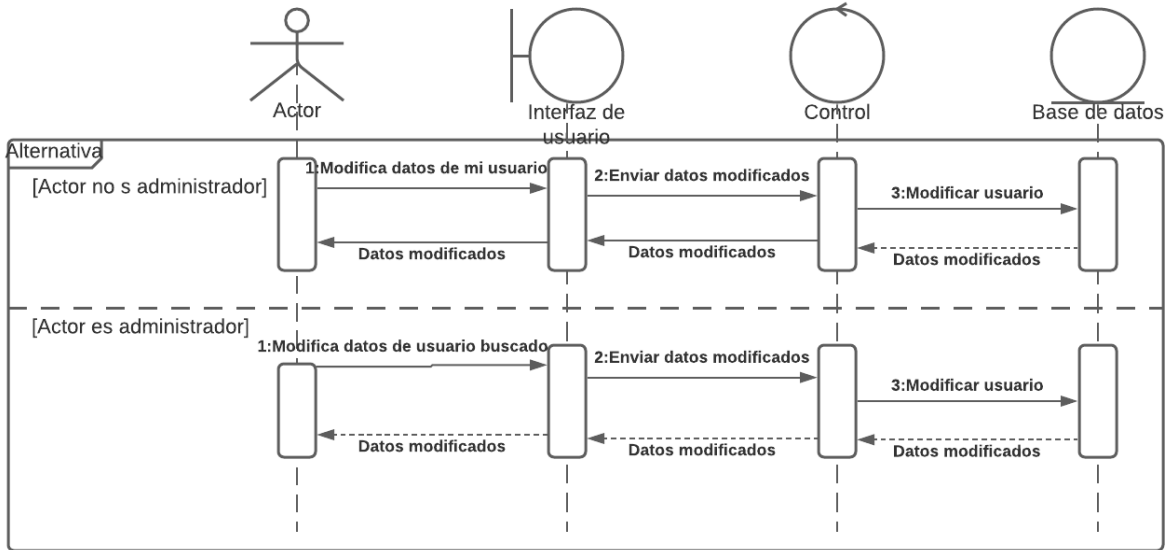 Actor
Interfaz de
usuario
Control
Base de datos
Alternativa
[Actor no s administrador]
1:Modifica datos de mi usuario
2:Enviar datos modificados
3:Modificar usuario
Datos modificados
Datos modificados
Datos modificados
[Actor es administrador]
1:Modifica datos de usuario buscado
2:Enviar datos modificados
3:Modificar usuario
Datos modificados
Datos modificados
Datos modificados